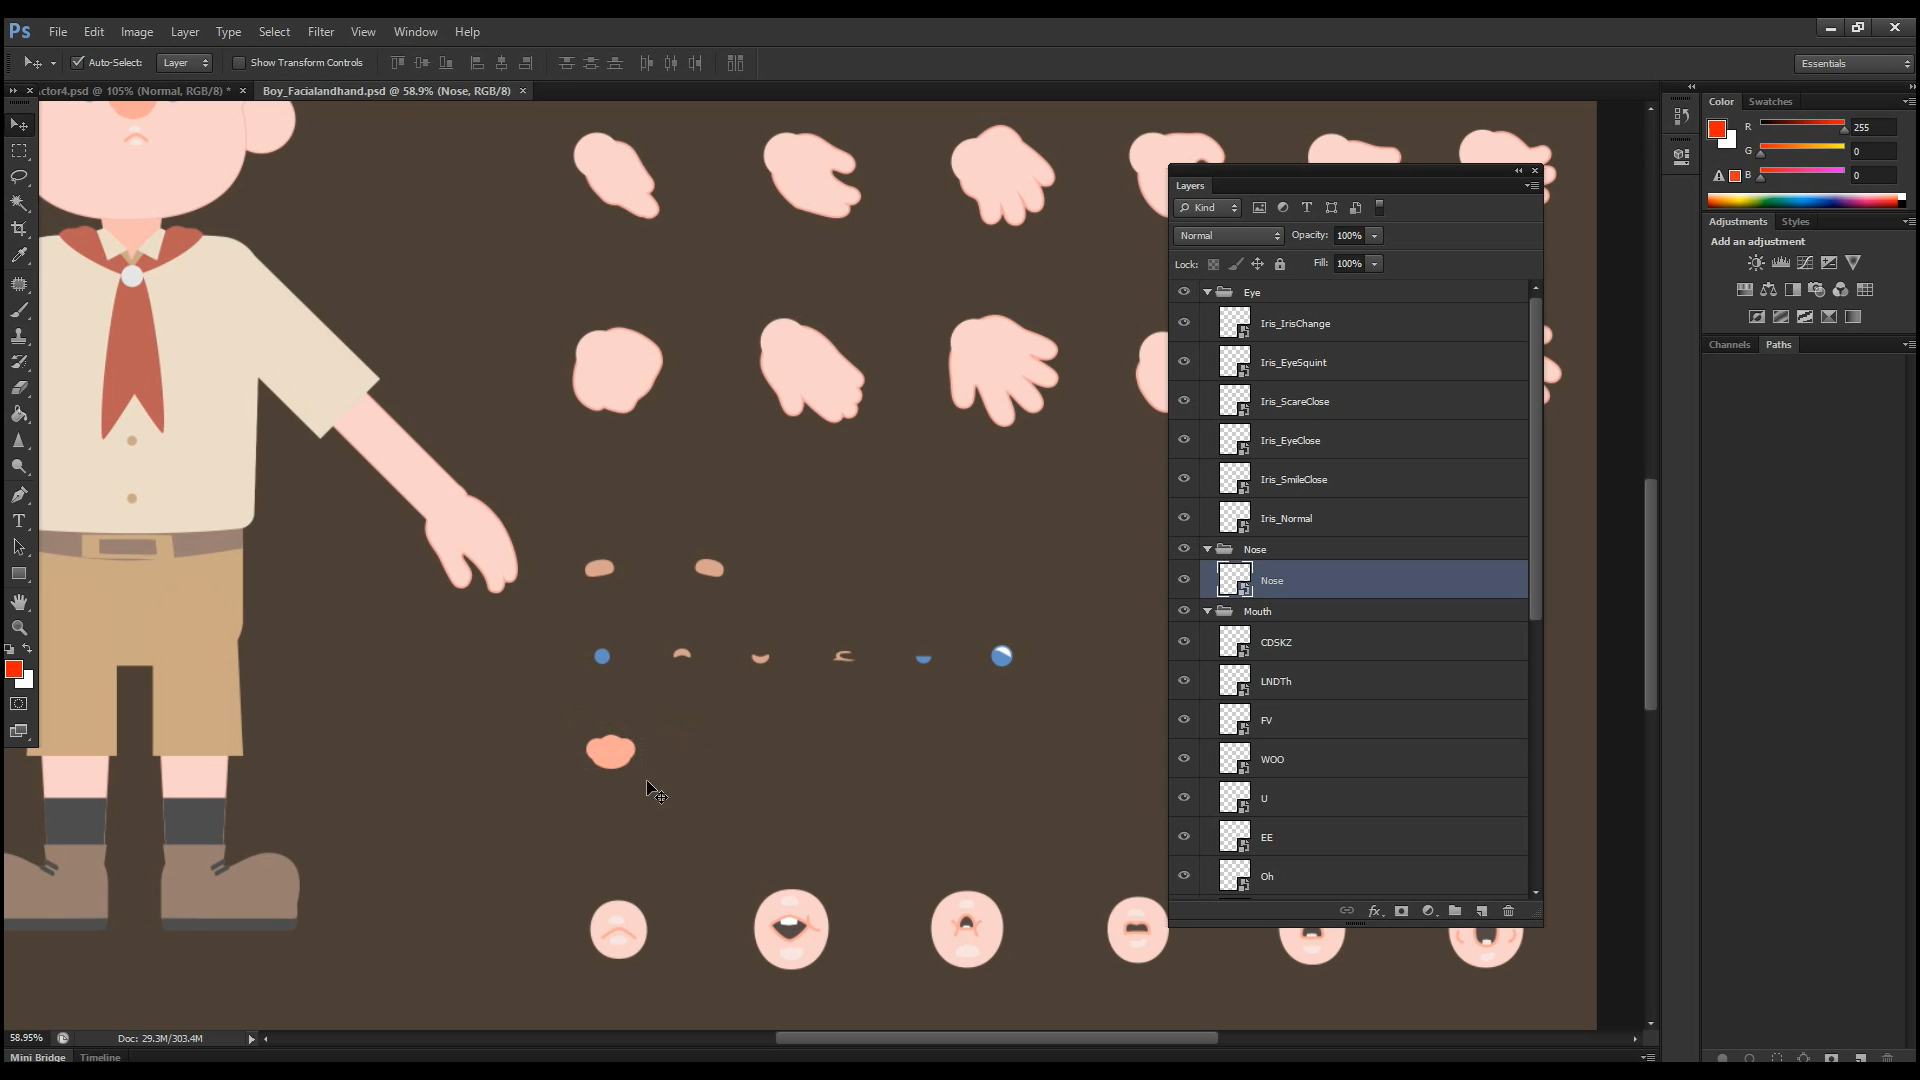 Ps File Edit Image Layer Type Select Filter View Window Help
Auto-Select: Layer Show Transform Controls Essentials
ctor4.psd @ 105% (Normal, RGB/8) * Boy_Facialandhand.psd @ 58.9% (Nose, RGB/8)
Color Swatches
R 255
G 0
B 0
Layers
Kind
Normal Opacity: 100%
Lock: Fill: 100%
Eye
Iris_IrisChange
Iris_EyeSquint
Iris_ScareClose
Iris_EyeClose
Iris_SmileClose
Iris_Normal
Nose
Nose
Mouth
CDSKZ
LNDTh
FV
WOO
U
EE
Oh
Adjustments Styles
Add an adjustment
Channels Paths
58.95% Doc: 29.3M/303.4M
Mini Bridge Timeline